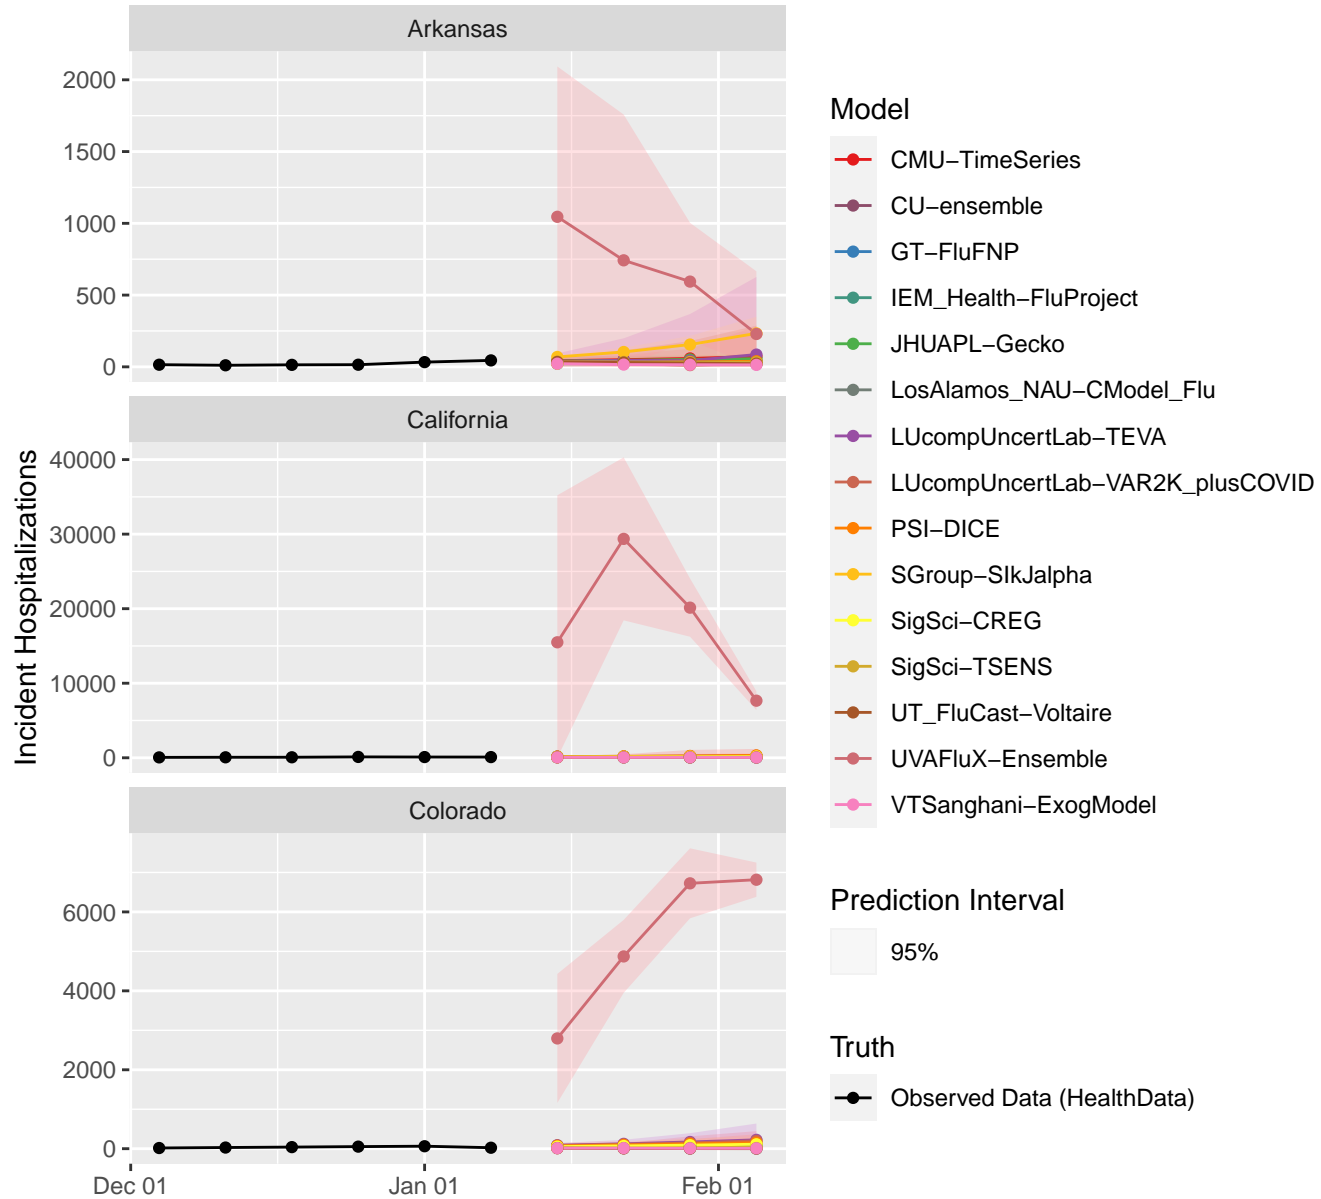 Arkansas
2000
1500
1000
500
0
California
40000
30000
20000
10000
0
Colorado
6000
4000
2000
0
Dec 01
Jan 01
Feb 01
Incident Hospitalizations
Model
CMU−TimeSeries
CU−ensemble
GT−FluFNP
IEM_Health−FluProject
JHUAPL−Gecko
LosAlamos_NAU−CModel_Flu
LUcompUncertLab−TEVA
LUcompUncertLab−VAR2K_plusCOVID
PSI−DICE
SGroup−SIkJalpha
SigSci−CREG
SigSci−TSENS
UT_FluCast−Voltaire
UVAFluX−Ensemble
VTSanghani−ExogModel
Prediction Interval
95%
Truth
Observed Data (HealthData)